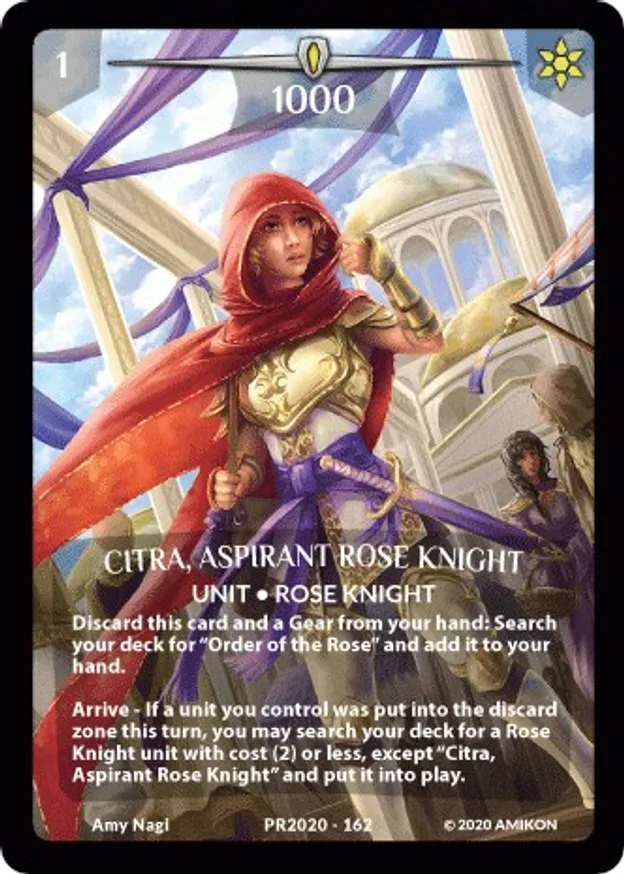 1
1000
CITRA, ASPIRANT ROSE KNIGHT
UNIT • ROSE KNIGHT
Discard this card and a Gear from your hand: Search
your deck for “Order of the Rose” and add it to your
hand.
Arrive - If a unit you control was put into the discard
zone this turn, you may search your deck for a Rose
Knight unit with cost (2) or less, except “Citra,
Aspirant Rose Knight” and put it into play.
Amy Nagi PR2020 - 162 © 2020 AMIKON